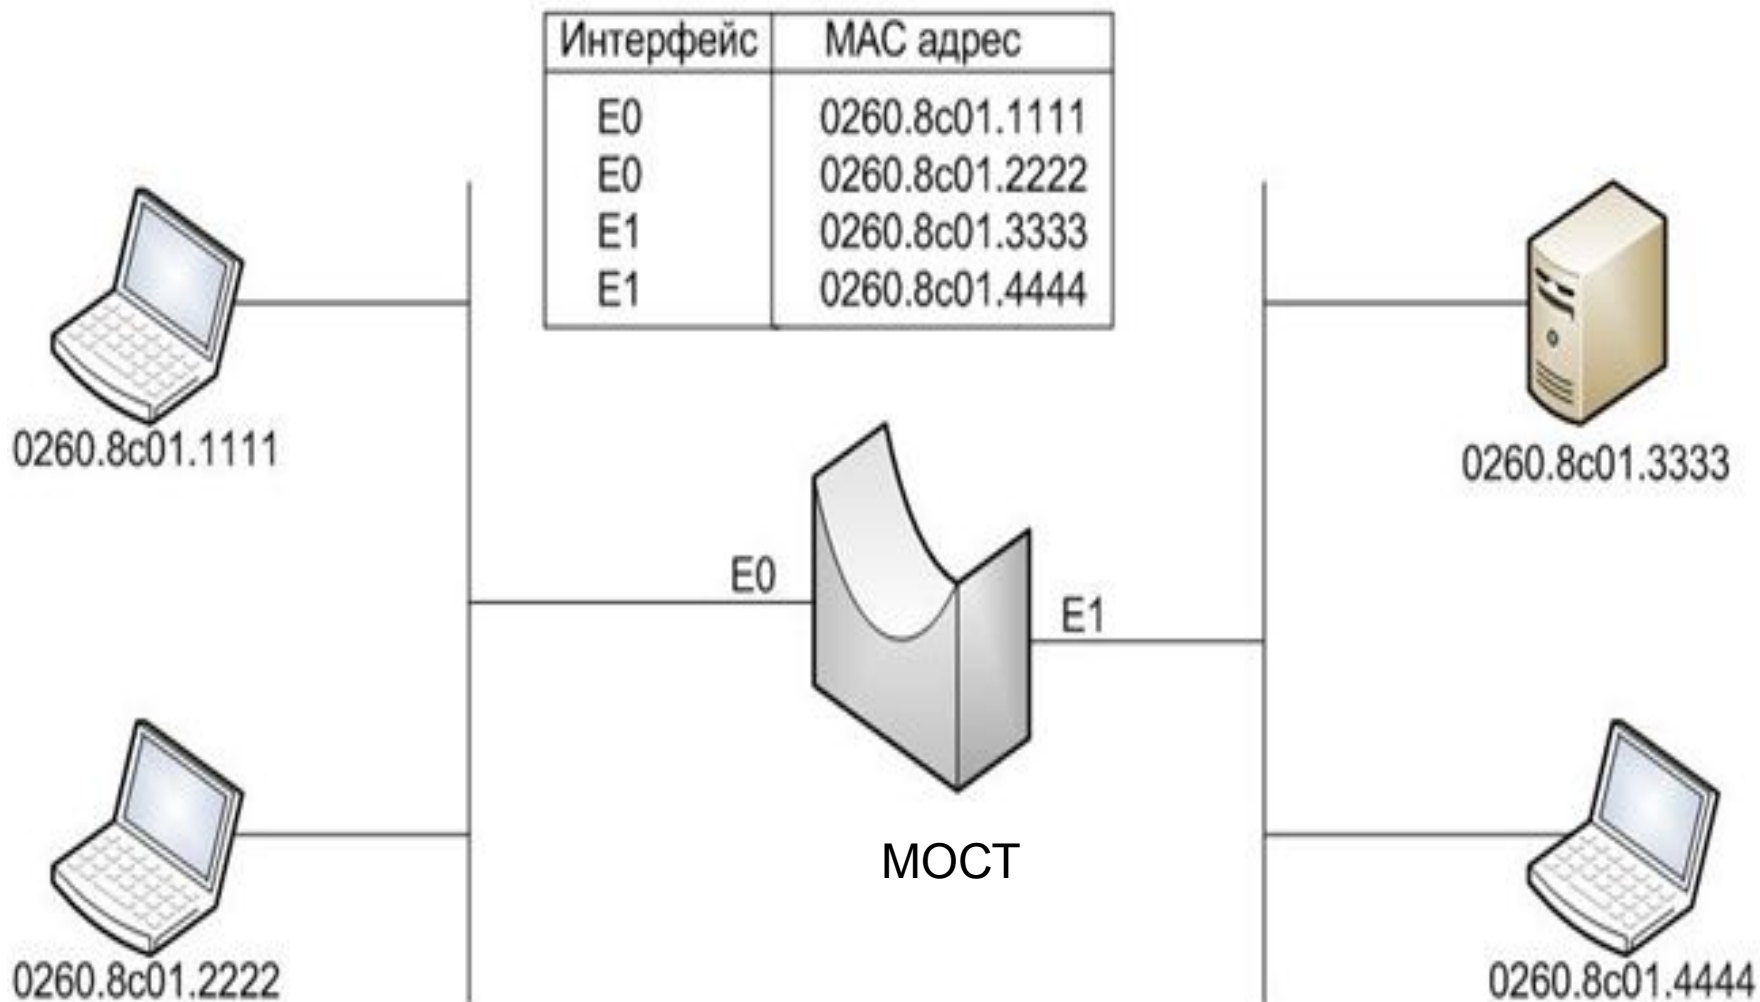 Интерфейс MAC адрес
E0 0260.8c01.1111
E0 0260.8c01.2222
E1 0260.8c01.3333
E1 0260.8c01.4444
0260.8c01.1111
0260.8c01.3333
E0
E1
МОСТ
0260.8c01.2222
0260.8c01.4444